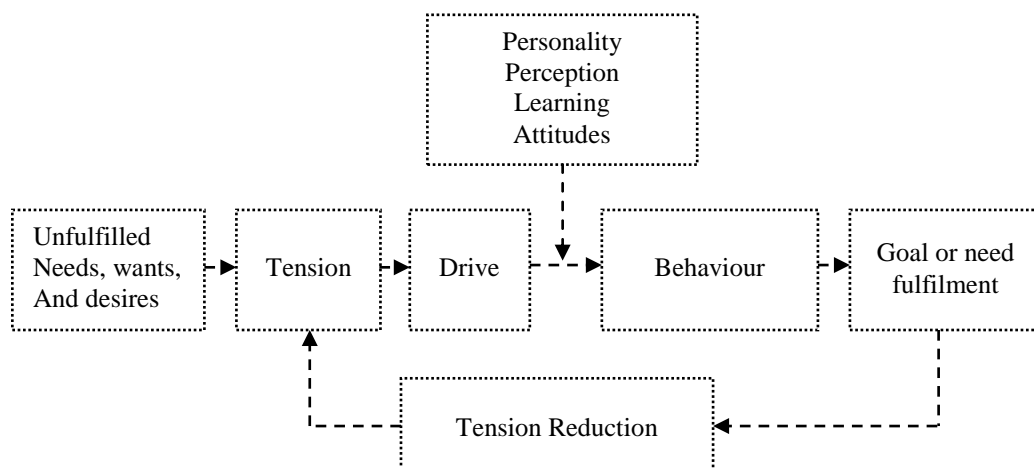 Personality
Perception
Learning
Attitudes
Unfulfilled
Needs, wants,
And desires
Tension
Drive
Behaviour
Goal or need
fulfilment
Tension Reduction